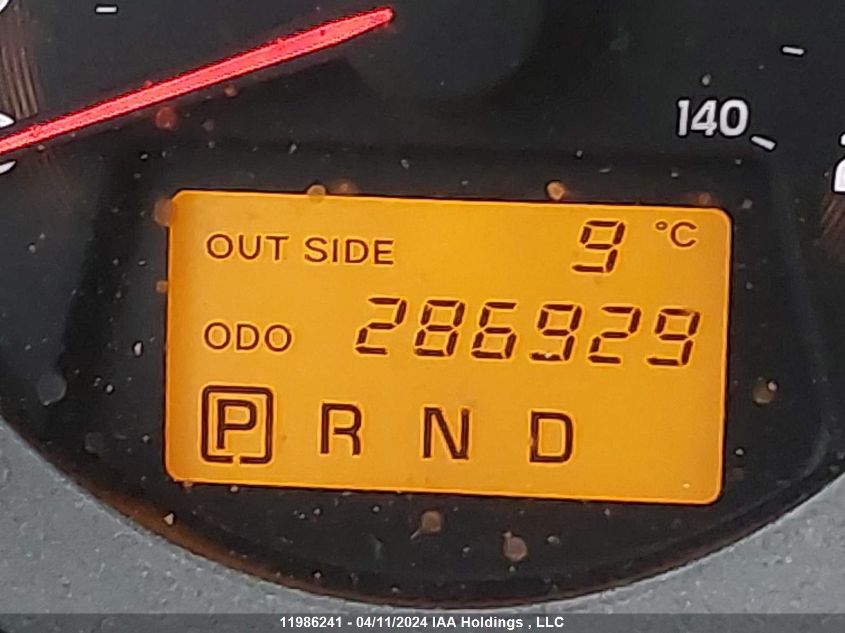 140
OUT SIDE 9 °C
ODO 286929
P R N D
11986241 - 04/11/2024 IAA Holdings , LLC